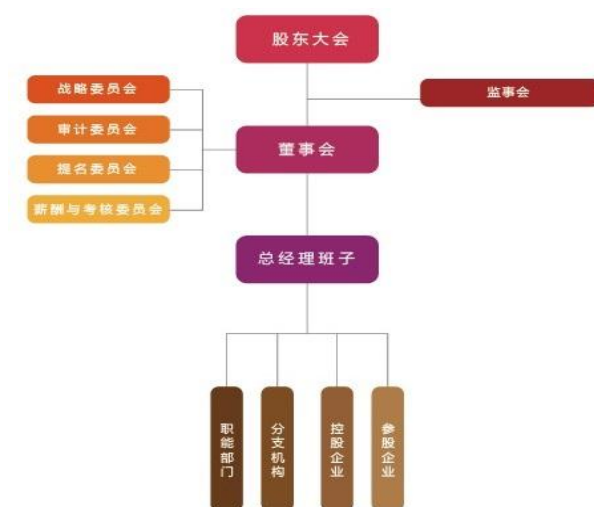 股东大会
战略委员会
监事会
审计委员会
董事会
提名委员会
薪酬与考核委员会
总经理班子
职能部门
分支机构
控股企业
参股企业